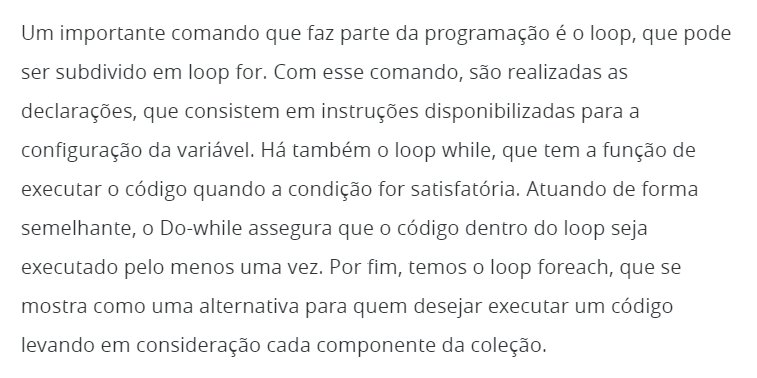 Um importante comando que faz parte da programação é o loop, que pode
ser subdivido em loop for. Com esse comando, são realizadas as
declarações, que consistem em instruções disponibilizadas para a
configuração da variável. Há também o loop while, que tem a função de
executar o código quando a condição for satisfatória. Atuando de forma
semelhante, o Do-while assegura que o código dentro do loop seja
executado pelo menos uma vez. Por fim, temos o loop foreach, que se
mostra como uma alternativa para quem desejar executar um código
levando em consideração cada componente da coleção.